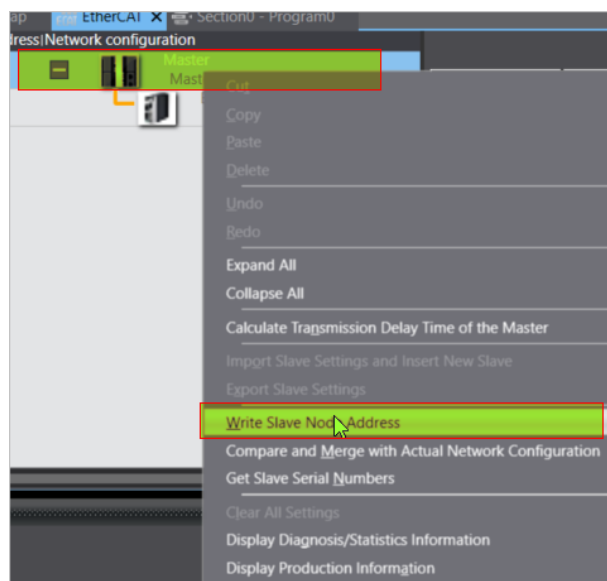 ap EtherCAT Section0 - Program0
dress|Network configuration
Master
Mast
Cut
Copy
Paste
Delete
Undo
Redo
Expand All
Collapse All
Calculate Transmission Delay Time of the Master
Import Slave Settings and Insert New Slave
Export Slave Settings
Write Slave Node Address
Compare and Merge with Actual Network Configuration
Get Slave Serial Numbers
Clear All Settings
Display Diagnosis/Statistics Information
Display Production Information